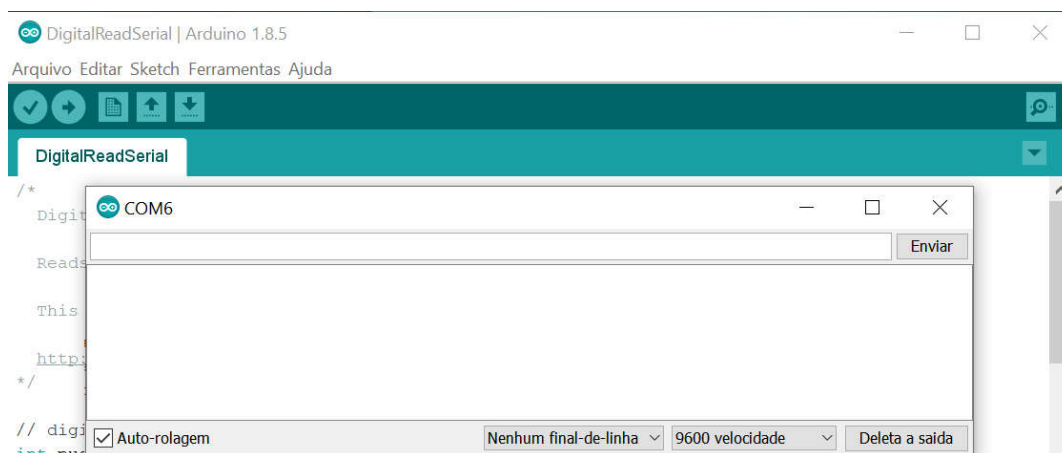 DigitalReadSerial | Arduino 1.8.5
Arquivo Editar Sketch Ferramentas Ajuda
DigitalReadSerial
/*
Digit
COM6
Enviar
Reads
This
http:
*/
// digi
Auto-rolagem
Nenhum final-de-linha
9600 velocidade
Deleta a saida
int